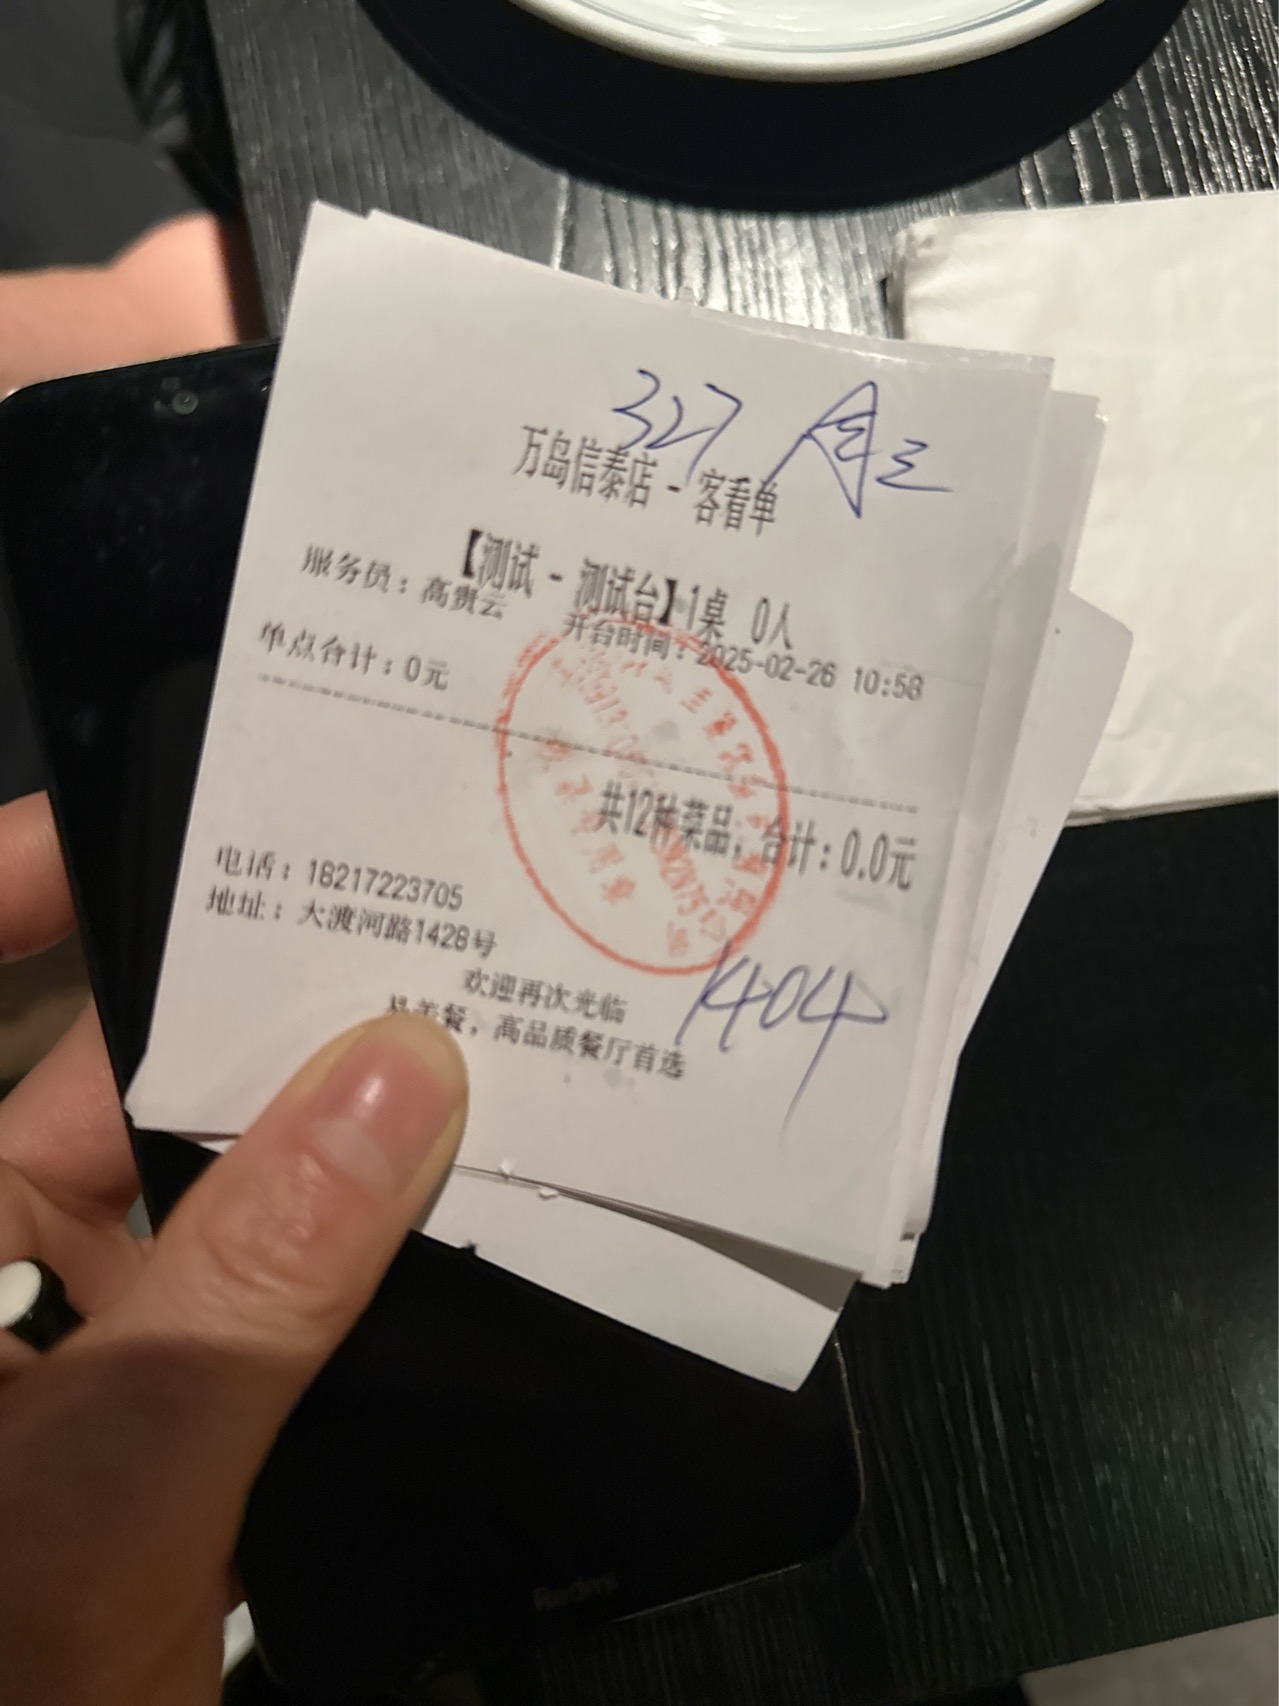 327
万岛信泰店 - 客看单
【测试 - 测试台】1桌 0人
服务员：高贵云
开台时间：2025-02-26 10:58
单点合计：0元
共12种菜品，合计：0.0元
电话：18217223705
地址：大渡河路1428号
1404
欢迎再次光临
美餐，高品质餐厅首选
Redmi